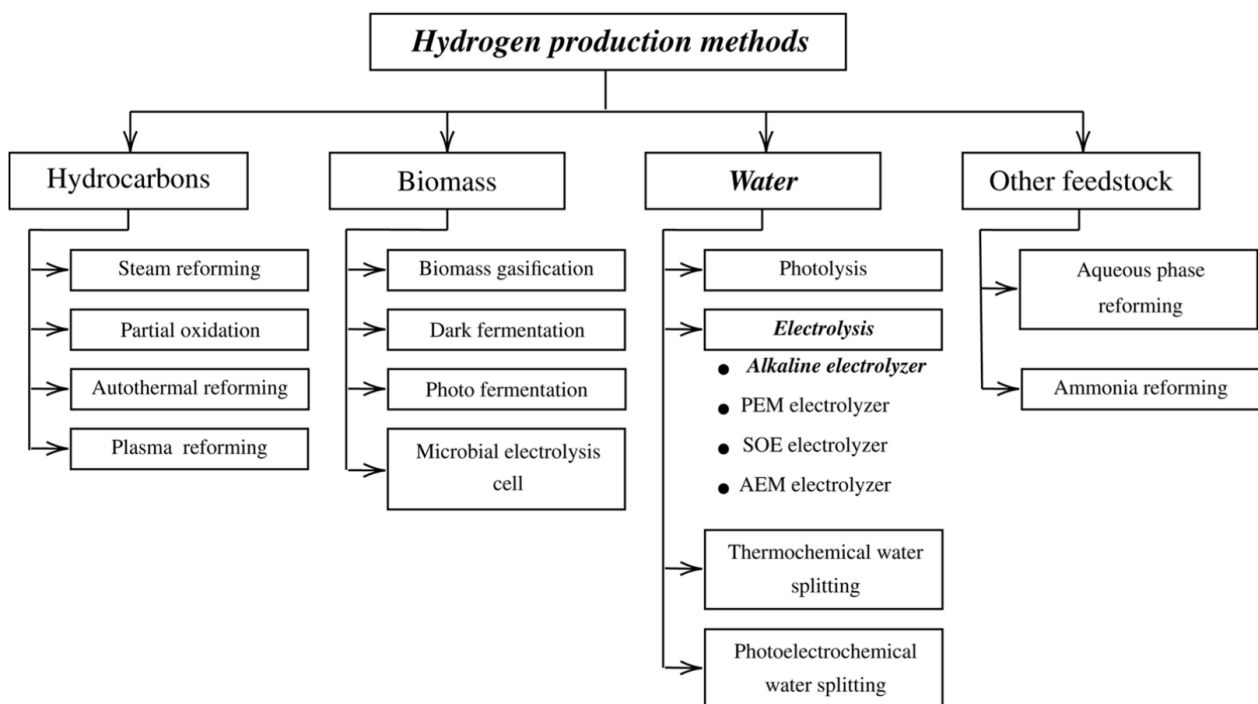 Hydrogen production methods
Hydrocarbons
Steam reforming
Partial oxidation
Autothermal reforming
Plasma reforming
Biomass
Biomass gasification
Dark fermentation
Photo fermentation
Microbial electrolysis
cell
Water
Photolysis
Electrolysis
● Alkaline electrolyzer
● PEM electrolyzer
● SOE electrolyzer
● AEM electrolyzer
Thermochemical water
splitting
Photoelectrochemical
water splitting
Other feedstock
Aqueous phase
reforming
Ammonia reforming